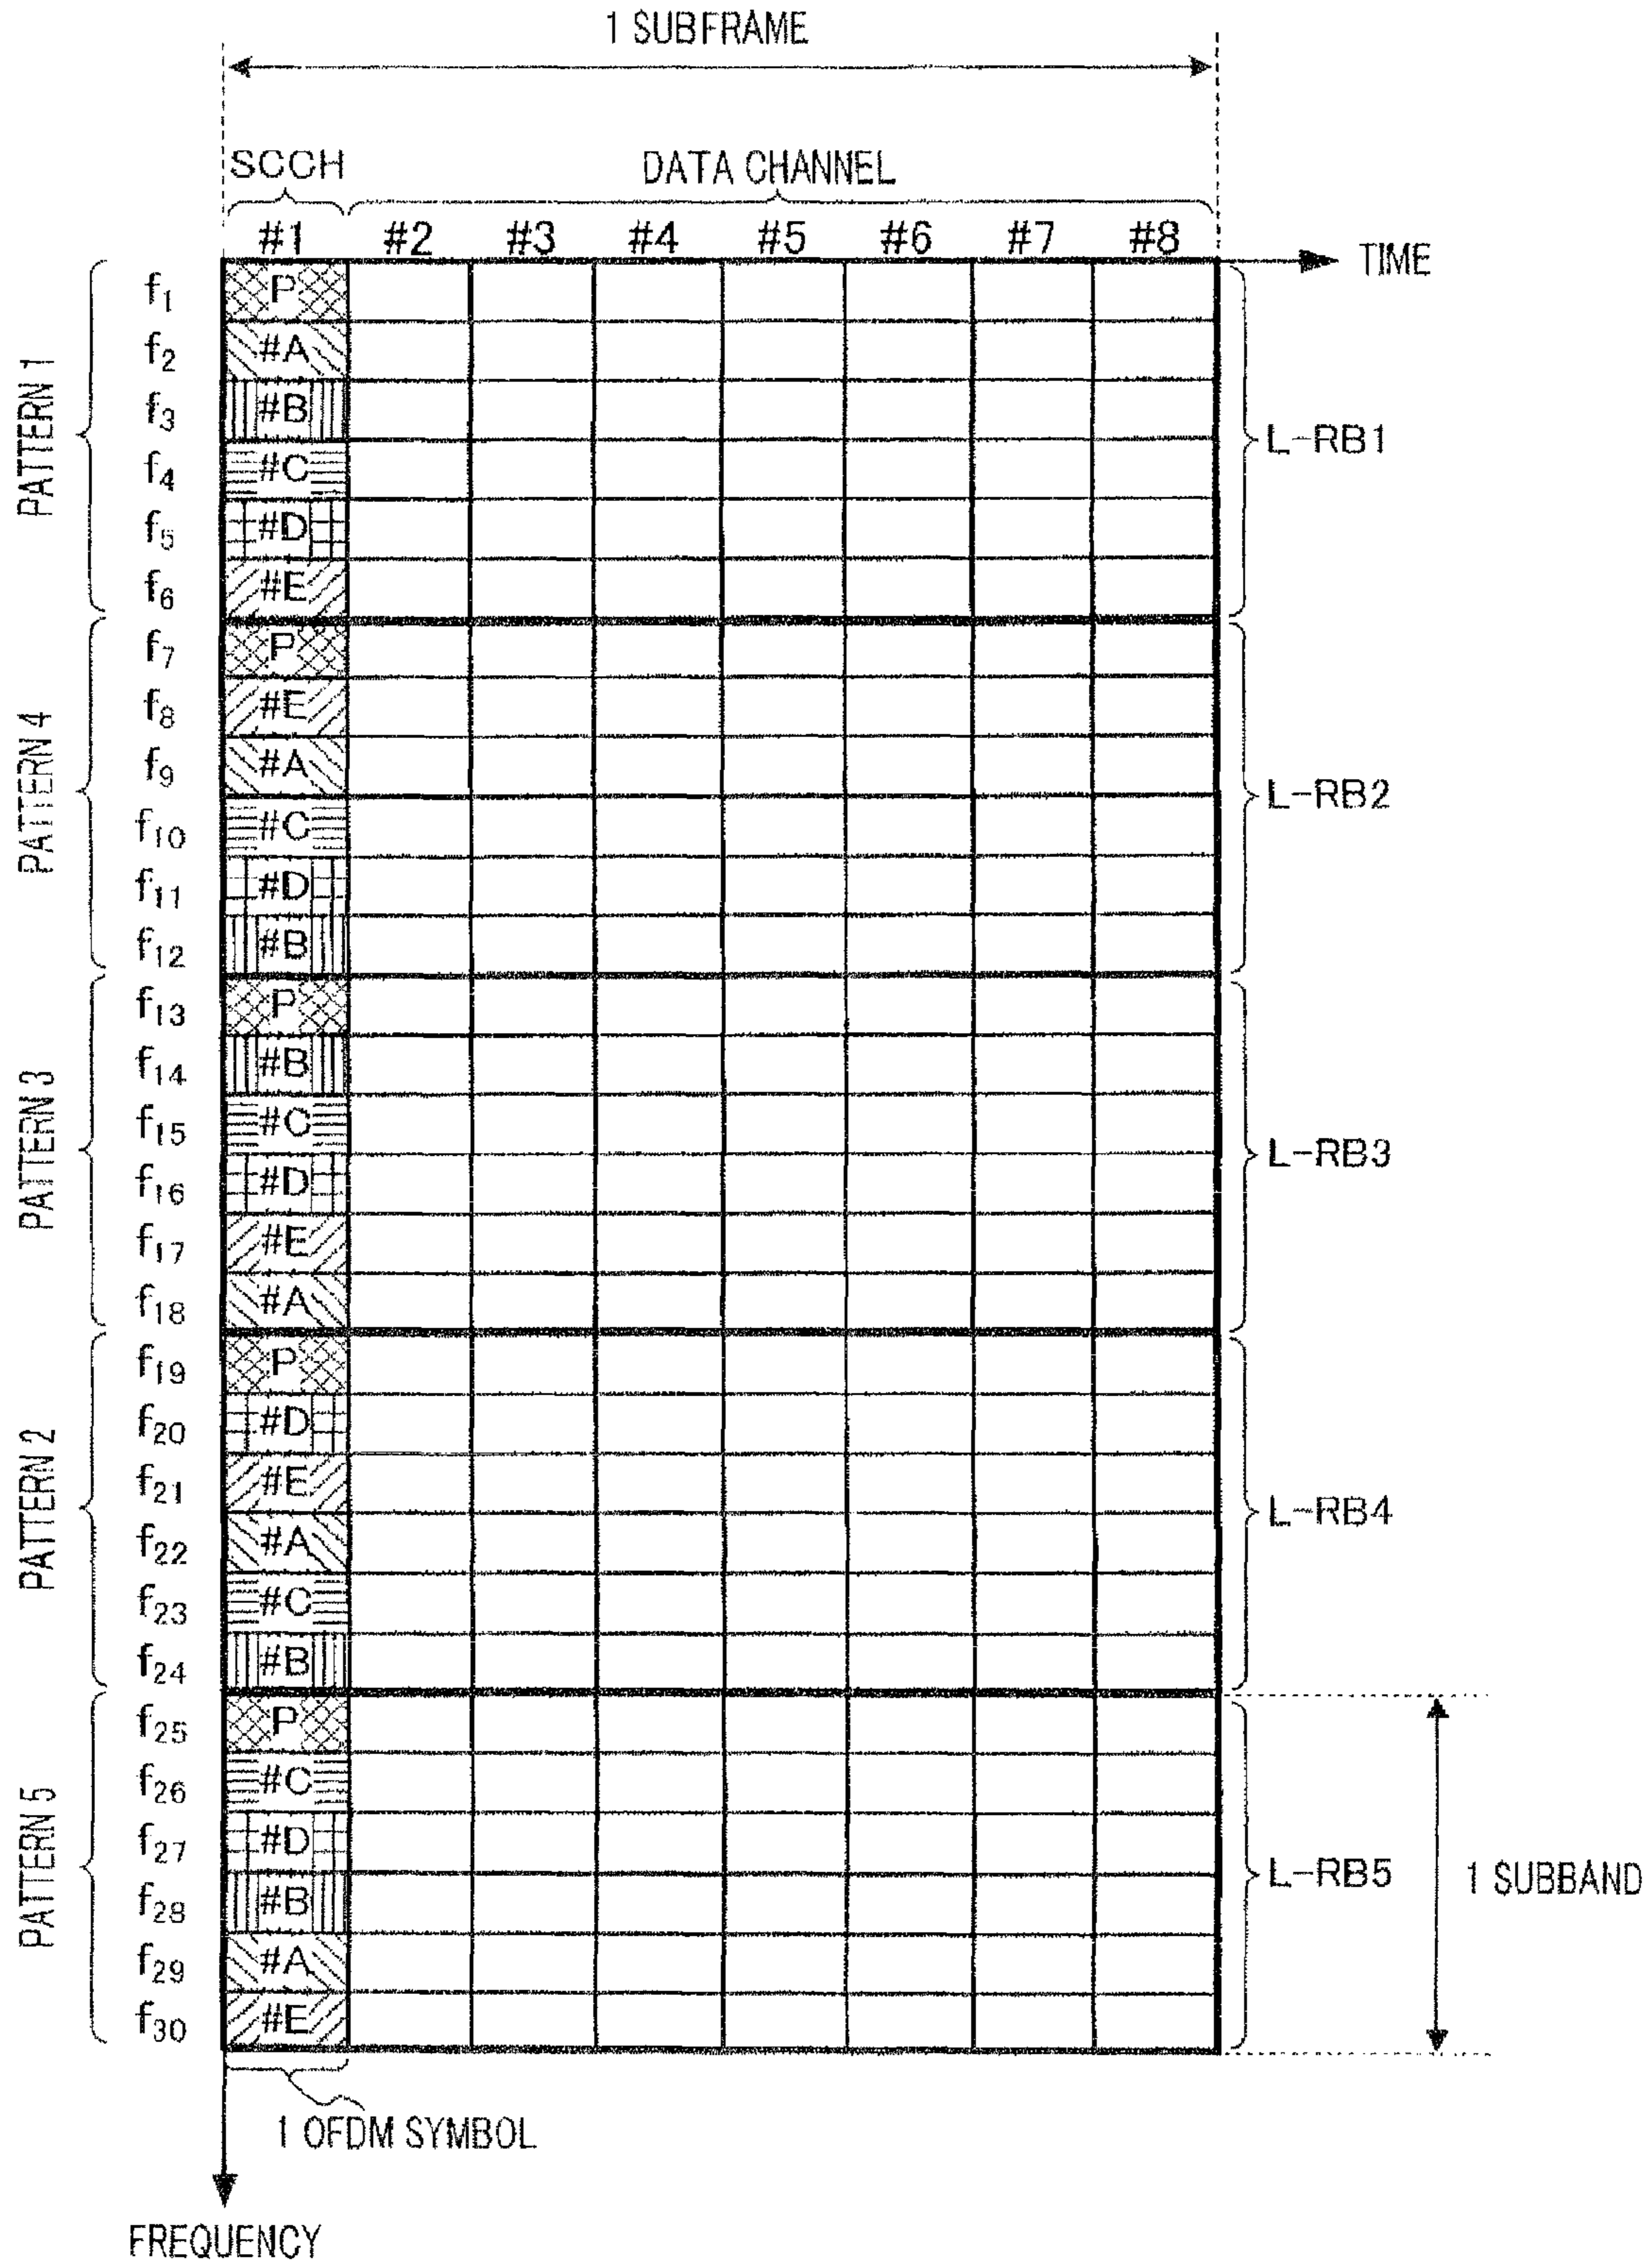 1 SUBFRAME
SCCH DATA CHANNEL
#1 #2 #3 #4 #5 #6 #7 #8 TIME
PATTERN 1
f1 P
f2 #A
f3 #B
f4 #C
f5 #D
f6 #E
L-RB1
PATTERN 4
f7 P
f8 #E
f9 #A
f10 #C
f11 #D
f12 #B
L-RB2
PATTERN 3
f13 P
f14 #B
f15 #C
f16 #D
f17 #E
f18 #A
L-RB3
PATTERN 2
f19 P
f20 #D
f21 #E
f22 #A
f23 #C
f24 #B
L-RB4
PATTERN 5
f25 P
f26 #C
f27 #D
f28 #B
f29 #A
f30 #E
L-RB5
1 SUBBAND
1 OFDM SYMBOL
FREQUENCY